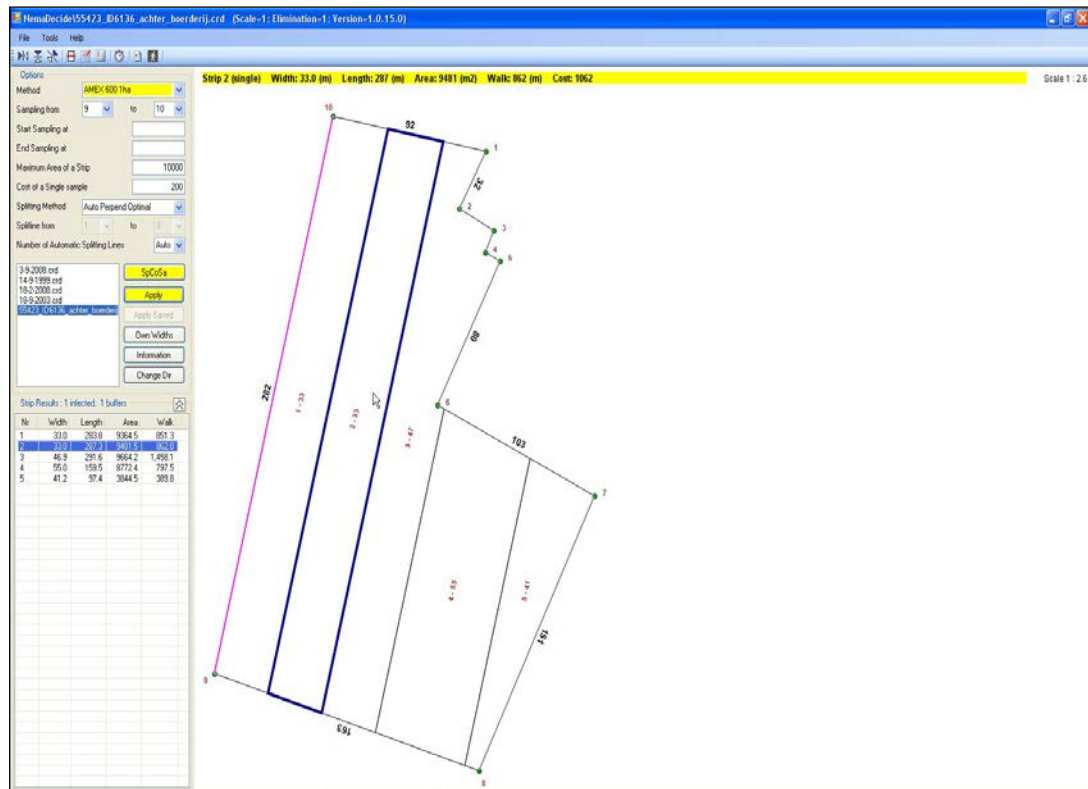 NemaDecide\55423_ID6136_achter_boerderij.crd (Scale=1; Elimination=1; Version=1.0.15.0)
File Tools Help
Options
Method AMEX 600 1ha
Sampling from 9 to 10
Start Sampling at
End Sampling at
Maximum Area of a Strip 10000
Cost of a Single sample 200
Splitting Method Auto Perpend Optimal
Splitline from 1 to
Number of Automatic Splitting Lines Auto
3-9-2008.crd
14-9-1999.crd
18-2-2008.crd
18-9-2003.crd
55423_ID6136_achter_boerderij
SpCoSa
Apply
Apply Saved
Own Widths
Information
Change Dir
Strip Results : 1 infected; 1 buffers
Nr. Width Length Area Walk
1 33.0 283.8 9364.5 851.3
2 33.0 287.3 9481.5 862.0
3 46.9 291.6 9664.2 1,458.1
4 55.0 159.5 8772.4 797.5
5 41.2 97.4 3844.5 389.8
Strip 2 (single) Width: 33.0 (m) Length: 287 (m) Area: 9481 (m2) Walk: 862 (m) Cost: 1062
Scale 1 : 2.6
10
92
1
32
2
3
4
80
282
1 - 33
2 - 33
3 - 47
6
103
7
4 - 55
5 - 41
151
9
163
8